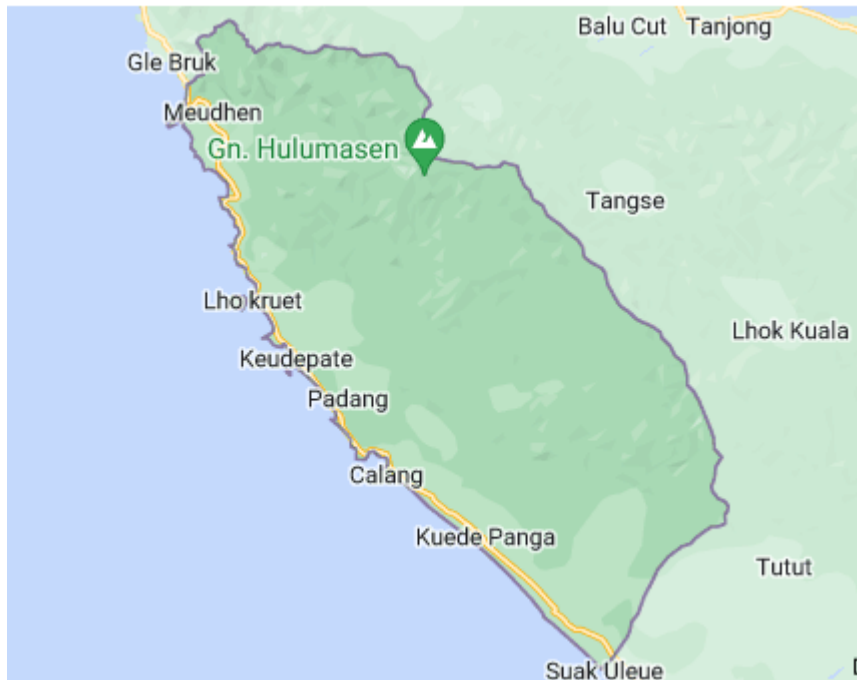 Balu Cut Tanjong
Gle Bruk
Meudhen
Gn. Hulumasen
Tangse
Lho kruet
Lhok Kuala
Keudepate
Padang
Calang
Kuede Panga
Tutut
Suak Uleue